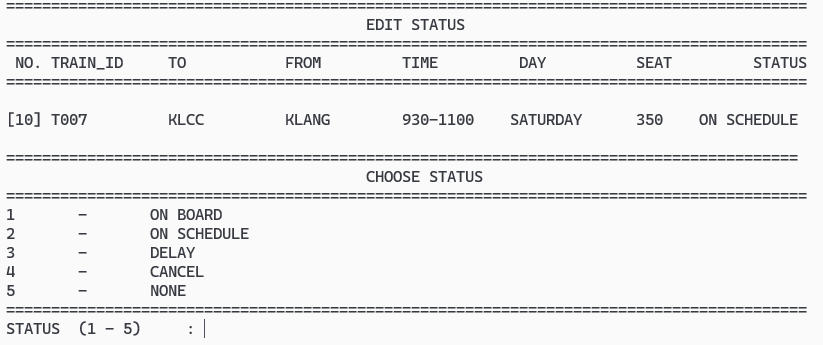 =========================================================================================
EDIT STATUS
=========================================================================================
NO. TRAIN_ID TO FROM TIME DAY SEAT STATUS
=========================================================================================
[10] T007 KLCC KLANG 930-1100 SATURDAY 350 ON SCHEDULE
========================================================================================
CHOOSE STATUS
=========================================================================================
1 - ON BOARD
2 - ON SCHEDULE
3 - DELAY
4 - CANCEL
5 - NONE
=========================================================================================
STATUS (1 - 5) :